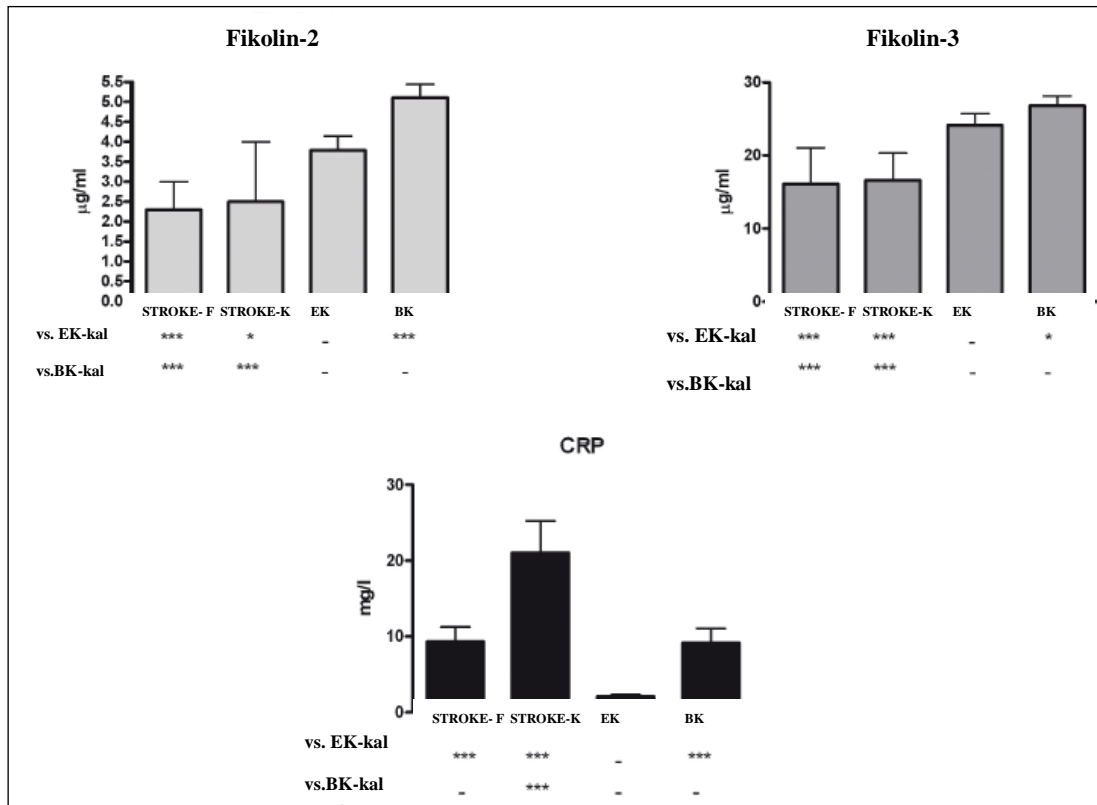 Fikolin-2
5.5
5.0
4.5
4.0
3.5
3.0
2.5
2.0
1.5
1.0
0.5
0.0
µg/ml
STROKE- F STROKE-K EK BK
vs. EK-kal *** * - ***
vs.BK-kal *** *** - -
Fikolin-3
30
20
10
0
µg/ml
STROKE- F STROKE-K EK BK
vs. EK-kal *** *** - *
vs.BK-kal *** *** - -
CRP
30
20
10
0
mg/l
STROKE- F STROKE-K EK BK
vs. EK-kal *** *** - ***
vs.BK-kal - *** - -